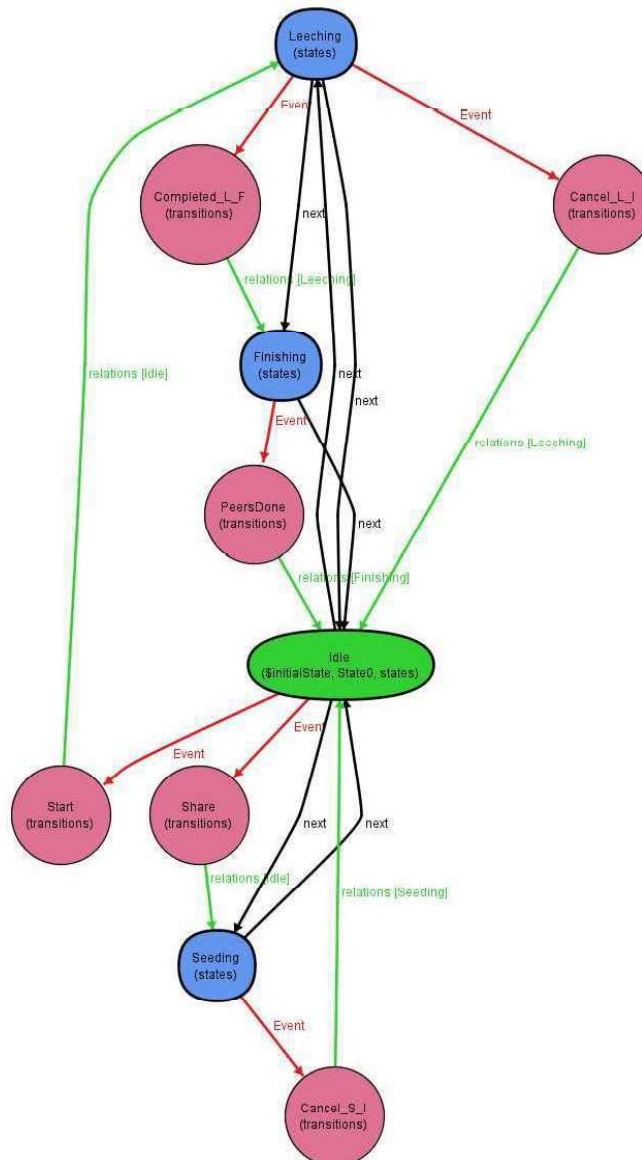 Leeching
(states)
Event
Event
Completed_L_F
(transitions)
next
Cancel_L_I
(transitions)
relations [Leeching]
Finishing
(states)
relations [Idle]
next
next
Event
relations [Leeching]
PeersDone
(transitions)
next
relations [Finishing]
Idle
($initialState, State0, states)
Event
Event
Start
(transitions)
Share
(transitions)
next
next
relations [Idle]
relations [Seeding]
Seeding
(states)
Event
Cancel_S_I
(transitions)